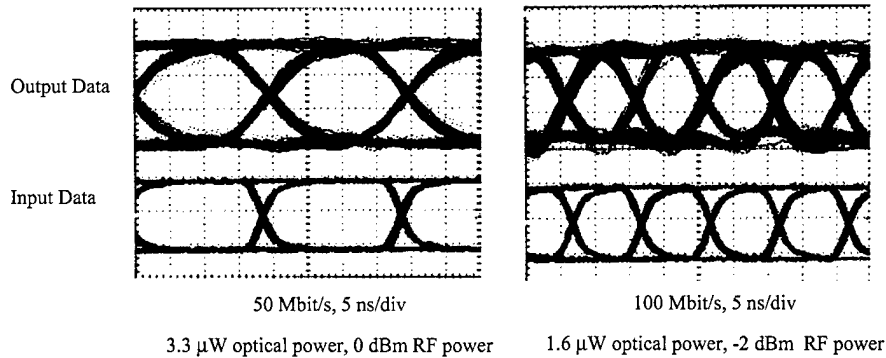 Output Data
Input Data
50 Mbit/s, 5 ns/div
100 Mbit/s, 5 ns/div
3.3 μW optical power, 0 dBm RF power
1.6 μW optical power, -2 dBm RF power